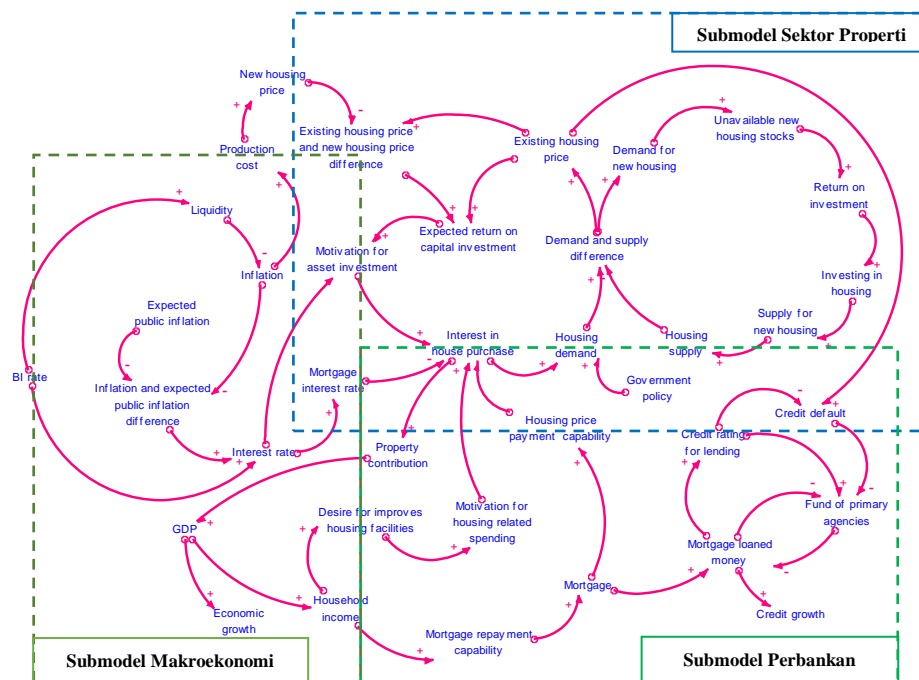 Submodel Sektor Properti
New housing
price
Existing housing price
and new housing price
difference
Existing housing
price
Demand for
new housing
Unavailable new
housing stocks
Production
cost
Return on
investment
Liquidity
Expected return on
capital investment
Demand and supply
difference
Motivation for
asset investment
Inflation
Investing in
housing
Expected
public inflation
Supply for
new housing
Interest in
house purchase
Housing
demand
Housing
supply
BI rate
Mortgage
interest rate
Inflation and expected
public inflation
difference
Government
policy
Credit default
Housing price
payment capability
Credit rating
for lending
Interest rate
Property
contribution
Fund of primary
agencies
Desire for improves
housing facilities
Motivation for
housing related
spending
GDP
Mortgage loaned
money
Mortgage
Household
income
Economic
growth
Credit growth
Mortgage repayment
capability
Submodel Makroekonomi
Submodel Perbankan